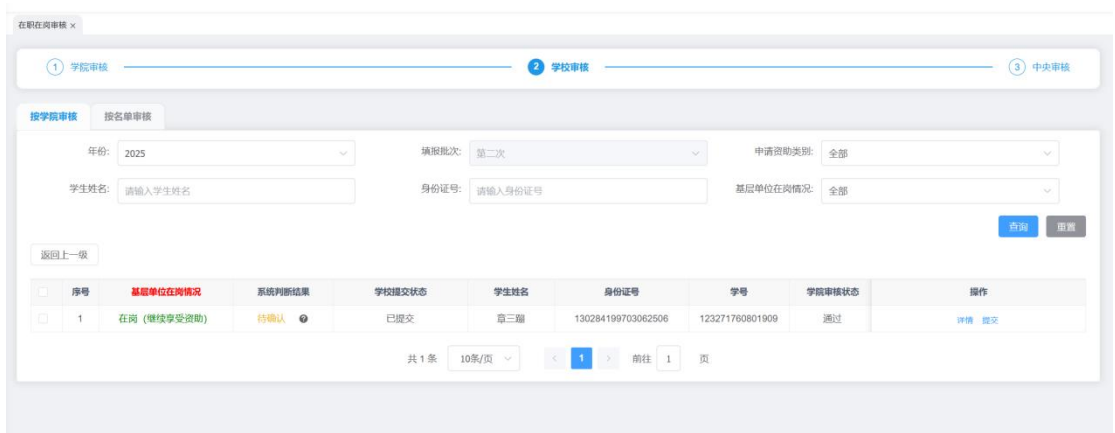 在职在岗审核 ×
1 学院审核 2 学校审核 3 中央审核
按学院审核 按名单审核
年份: 2025 填报批次: 第二次 申请资助类别: 全部
学生姓名: 请输入学生姓名 身份证号: 请输入身份证号 基层单位在岗情况: 全部
查询 重置
返回上一级
序号 基层单位在岗情况 系统判断结果 学校提交状态 学生姓名 身份证号 学号 学院审核状态 操作
1 在岗（继续享受资助） 待确认 已提交 章三瑞 130284199703062506 123271760801909 通过 详情 提交
共 1 条 10条/页 < 1 > 前往 1 页